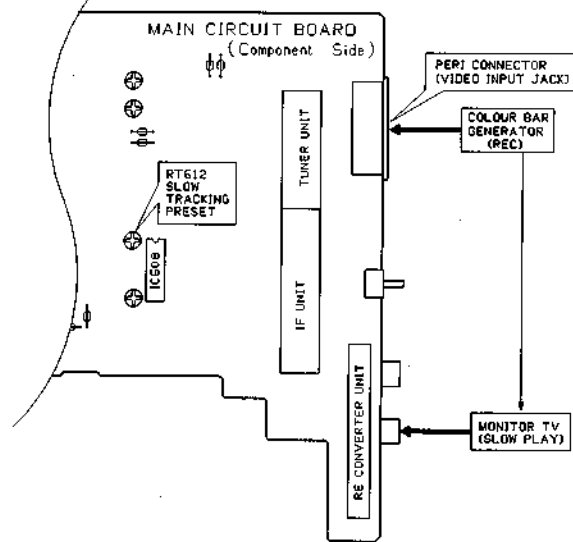 MAIN CIRCUIT BOARD
(Component Side)
PERI CONNECTOR
(VIDEO INPUT JACK)
COLOUR BAR
GENERATOR
(REC)
TUNER UNIT
RT612
SLOW
TRACKING
PRESET
IC608
IF UNIT
RE CONVERTER UNIT
MONITOR TV
(SLOW PLAY)